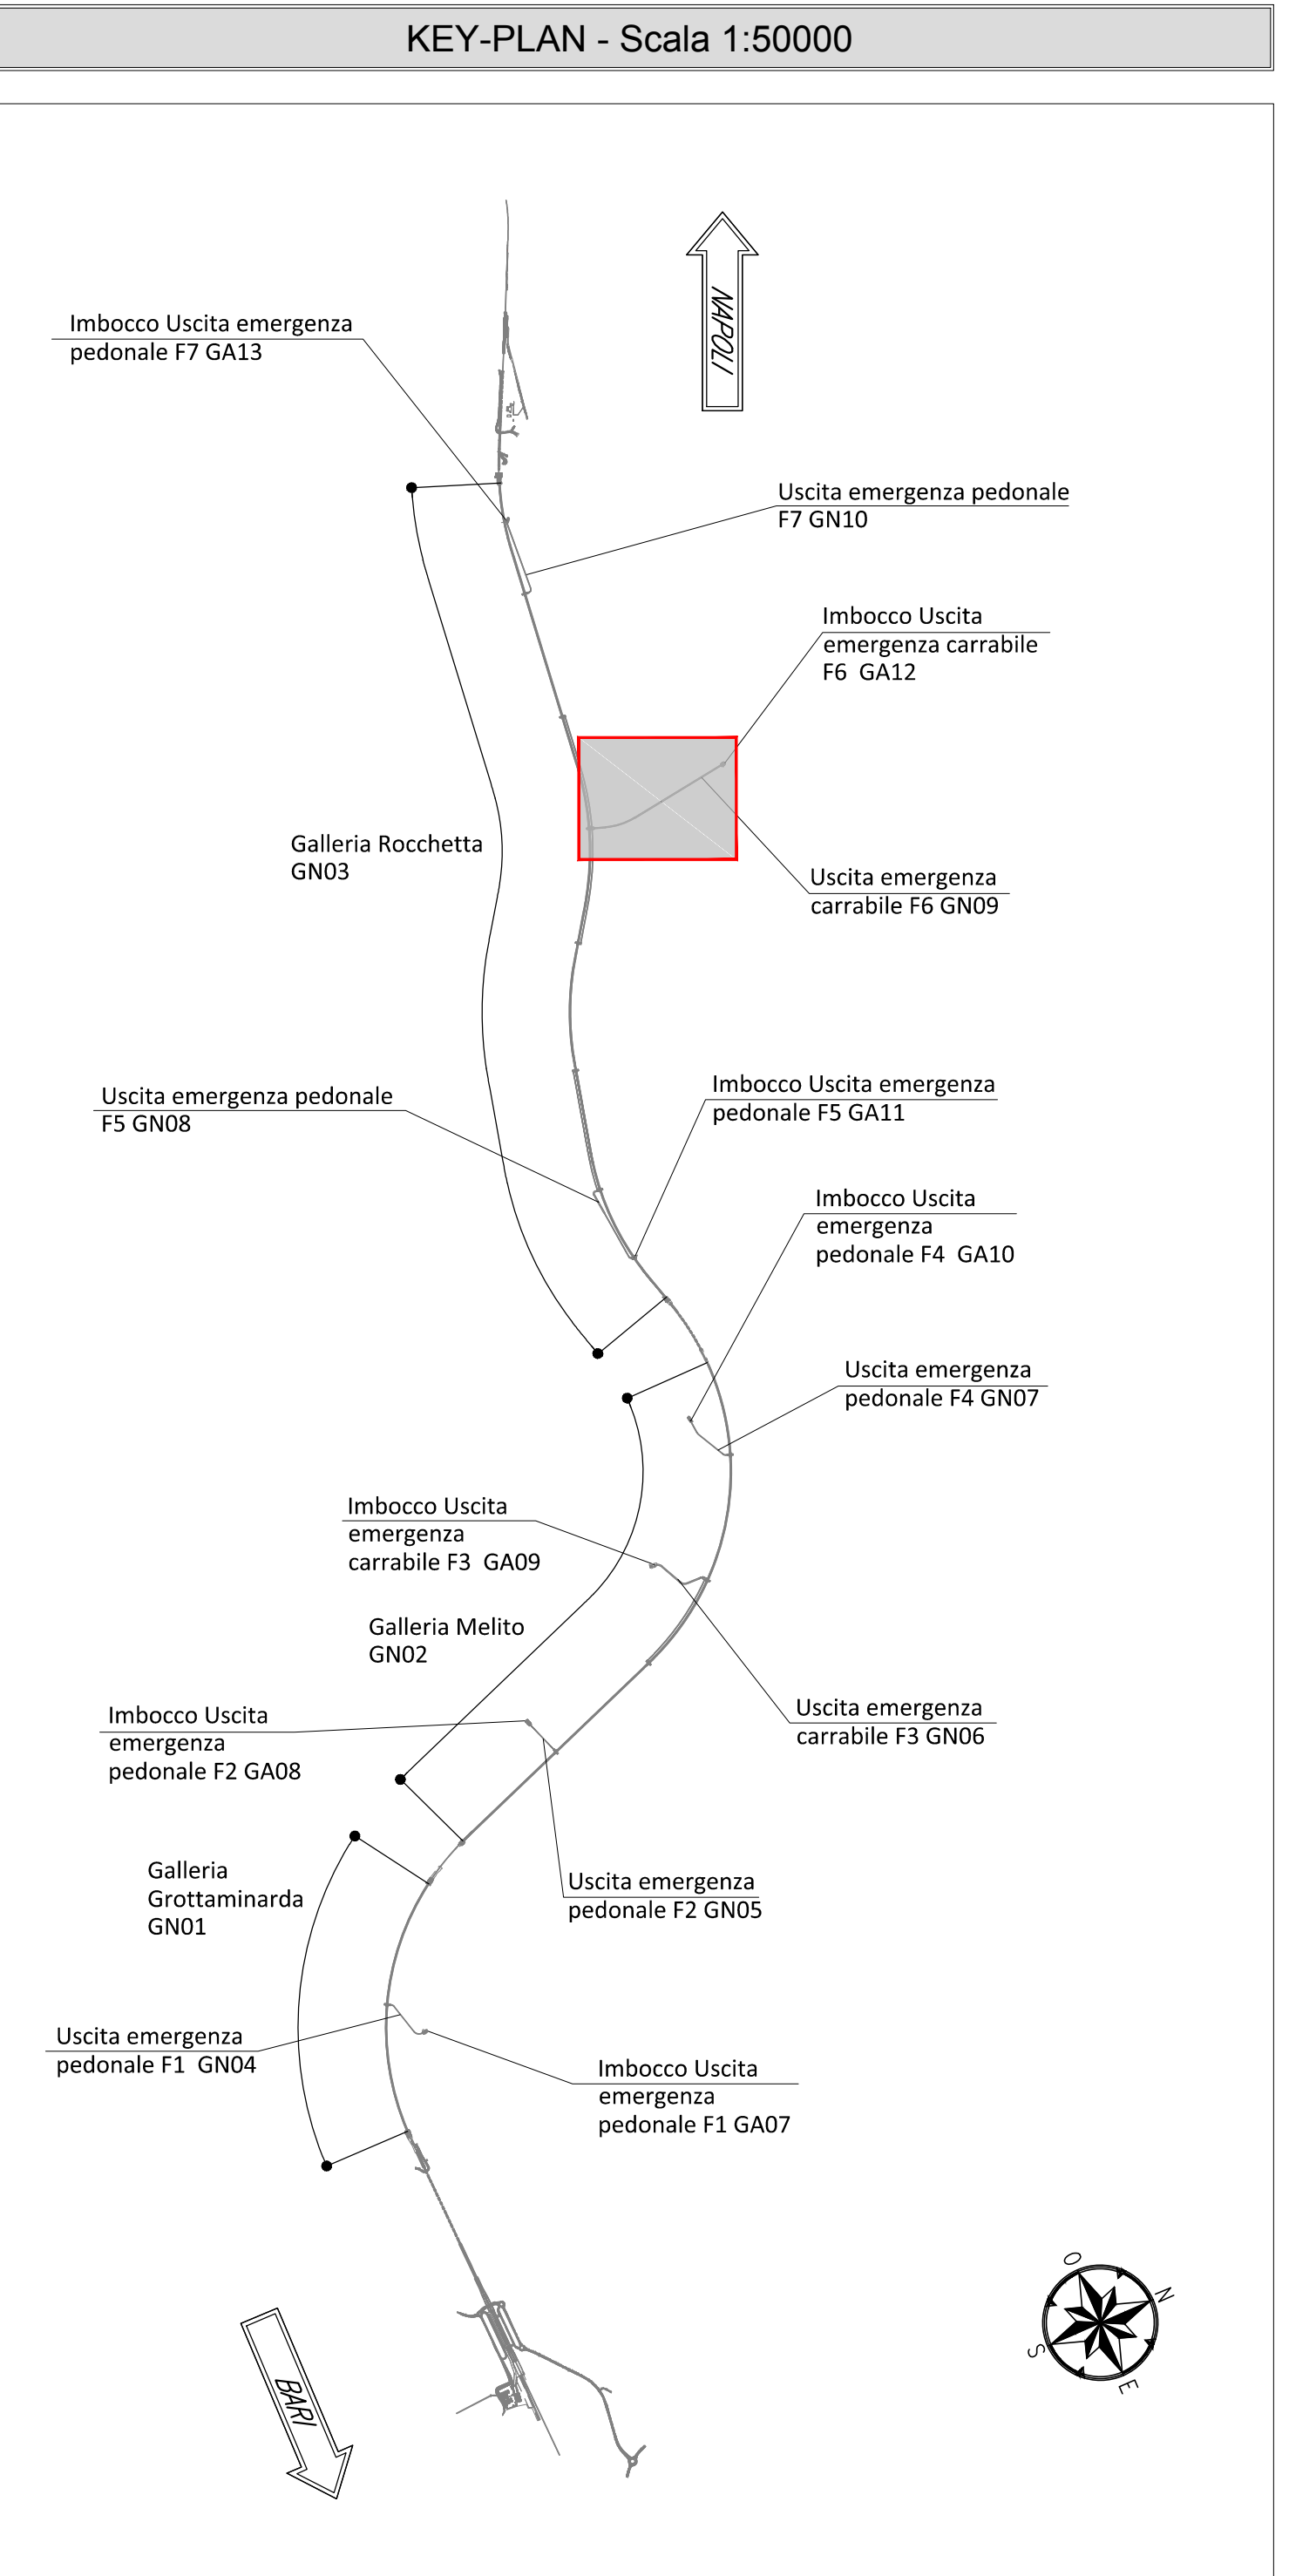 KEY-PLAN - Scala 1:50000
NAPOLI
Imbocco Uscita emergenza
pedonale F7 GA13
Uscita emergenza pedonale
F7 GN10
Imbocco Uscita
emergenza carrabile
F6 GA12
Galleria Rocchetta
GN03
Uscita emergenza
carrabile F6 GN09
Uscita emergenza pedonale
F5 GN08
Imbocco Uscita emergenza
pedonale F5 GA11
Imbocco Uscita
emergenza
pedonale F4 GA10
Uscita emergenza
pedonale F4 GN07
Imbocco Uscita
emergenza
carrabile F3 GA09
Galleria Melito
GN02
Uscita emergenza
carrabile F3 GN06
Imbocco Uscita
emergenza
pedonale F2 GA08
Galleria
Grottaminarda
GN01
Uscita emergenza
pedonale F2 GN05
Uscita emergenza
pedonale F1 GN04
Imbocco Uscita
emergenza
pedonale F1 GA07
O
N
S
E
BARI